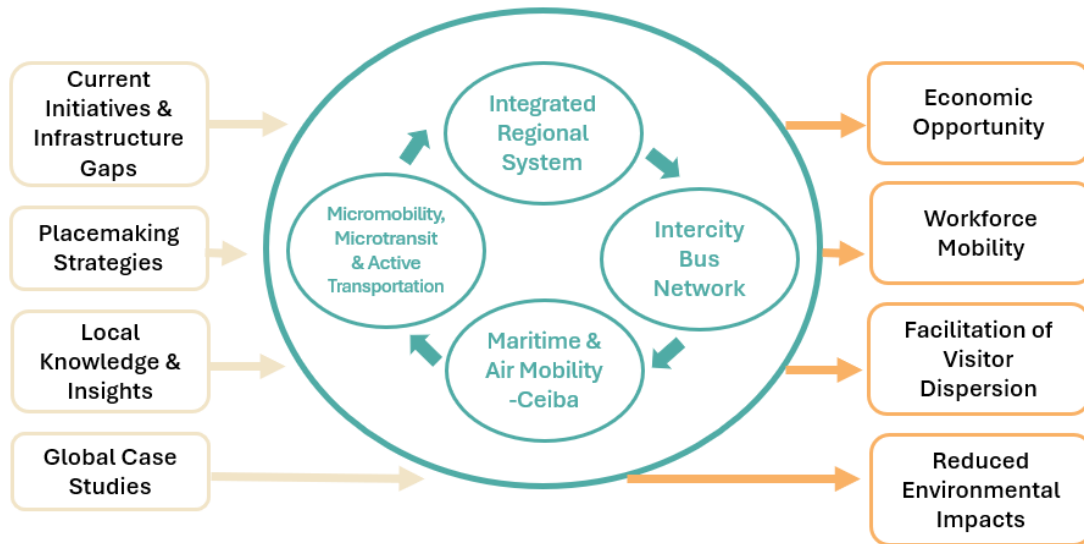 Current
Initiatives &
Infrastructure
Gaps
Placemaking
Strategies
Local
Knowledge &
Insights
Global Case
Studies
Integrated
Regional
System
Intercity
Bus
Network
Maritime &
Air Mobility
-Ceiba
Micromobility,
Microtransit
& Active
Transportation
Economic
Opportunity
Workforce
Mobility
Facilitation of
Visitor
Dispersion
Reduced
Environmental
Impacts